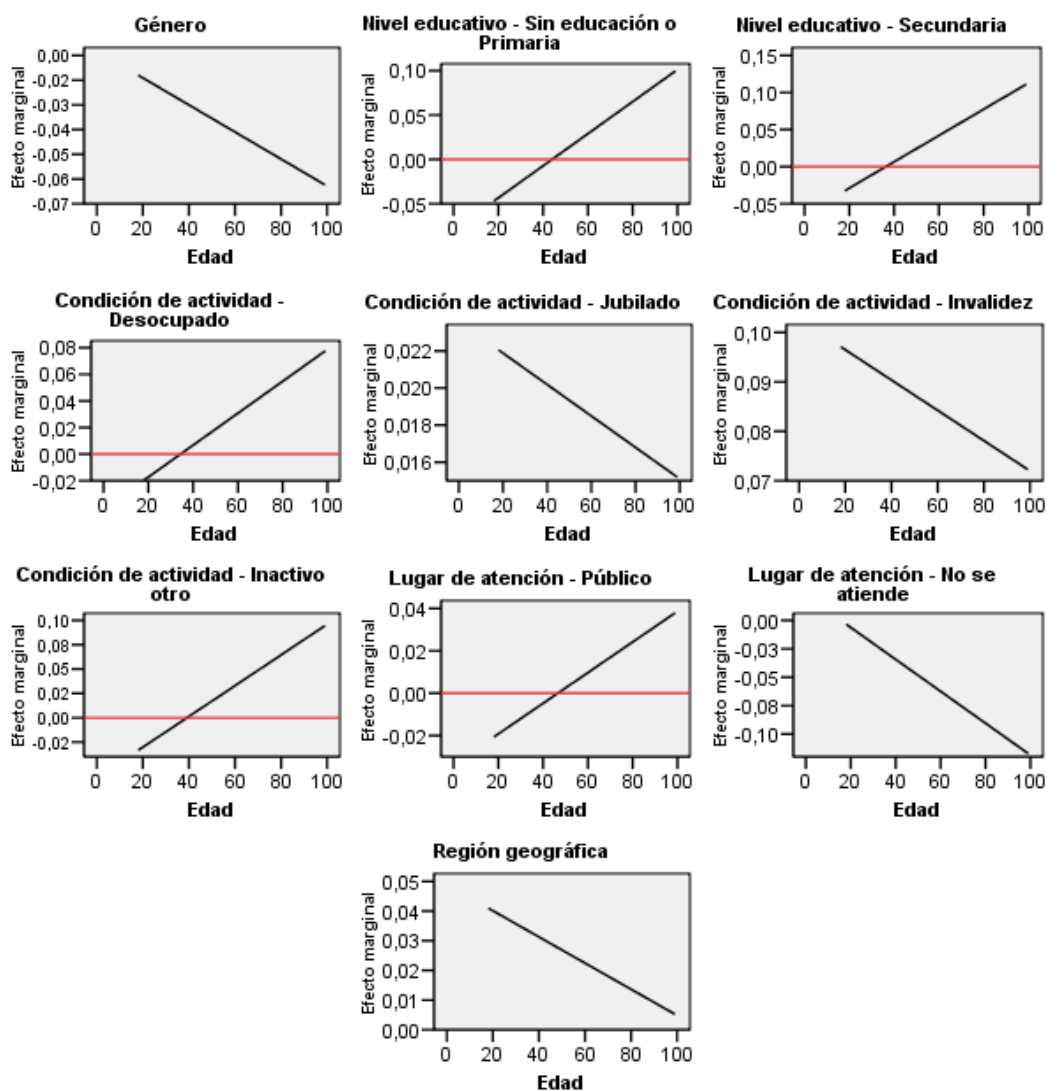 Género
Efecto marginal
0,00
-0,02
-0,03
-0,04
-0,05
-0,06
-0,07
0 20 40 60 80 100
Edad
Nivel educativo - Sin educación o
Primaria
Efecto marginal
0,10
0,05
0,00
-0,05
0 20 40 60 80 100
Edad
Nivel educativo - Secundaria
Efecto marginal
0,15
0,10
0,05
0,00
-0,05
0 20 40 60 80 100
Edad
Condición de actividad -
Desocupado
Efecto marginal
0,08
0,06
0,04
0,02
0,00
-0,02
0 20 40 60 80 100
Edad
Condición de actividad - Jubilado
Efecto marginal
0,022
0,020
0,018
0,016
0 20 40 60 80 100
Edad
Condición de actividad - Invalidez
Efecto marginal
0,10
0,09
0,08
0,07
0 20 40 60 80 100
Edad
Condición de actividad - Inactivo
otro
Efecto marginal
0,10
0,08
0,05
0,02
0,00
-0,02
0 20 40 60 80 100
Edad
Lugar de atención - Público
Efecto marginal
0,04
0,02
0,00
-0,02
0 20 40 60 80 100
Edad
Lugar de atención - No se
atiende
Efecto marginal
0,00
-0,03
-0,05
-0,08
-0,10
0 20 40 60 80 100
Edad
Región geográfica
Efecto marginal
0,05
0,04
0,03
0,02
0,01
0,00
0 20 40 60 80 100
Edad